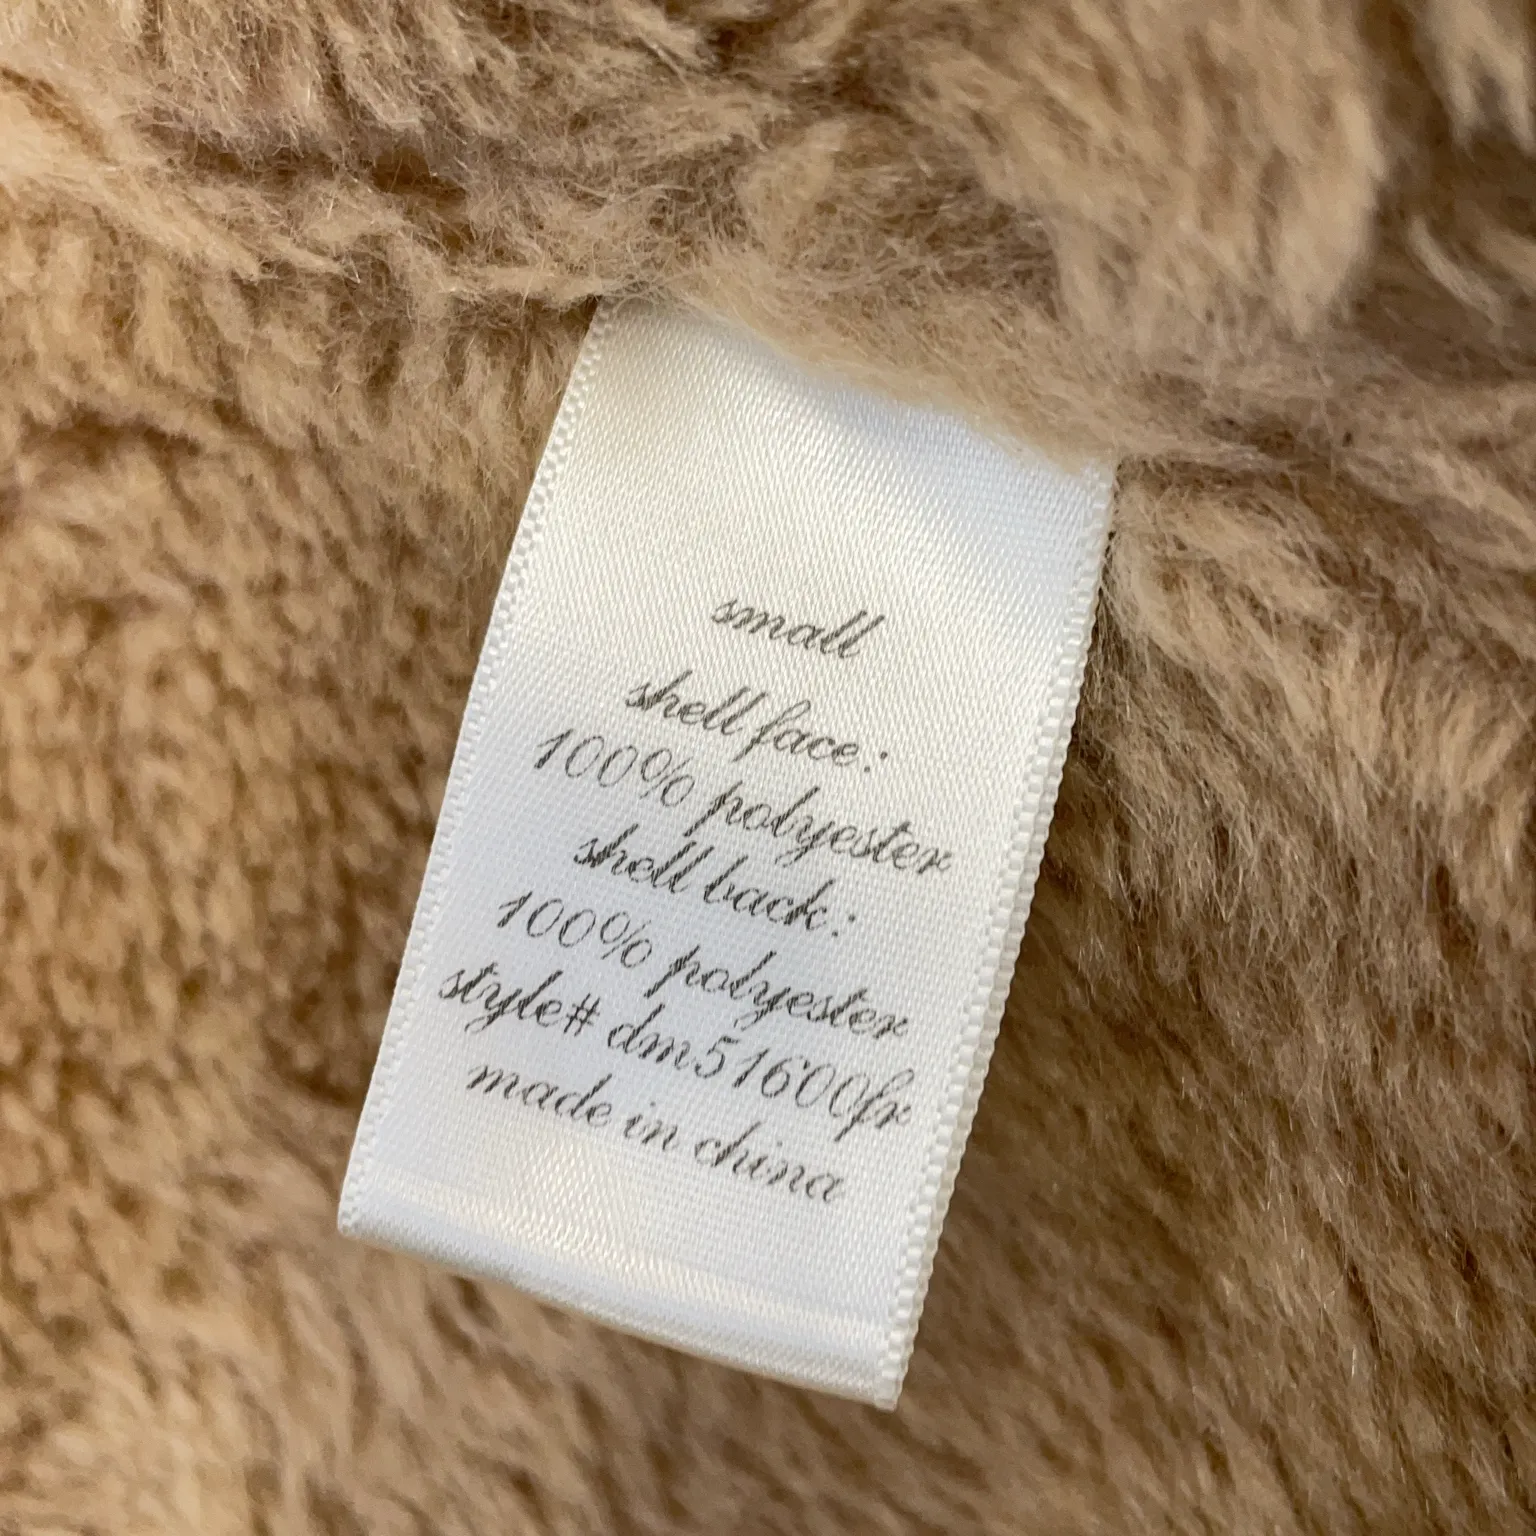 small
shell face:
100% polyester
shell back:
100% polyester
style# dm51600fr
made in china